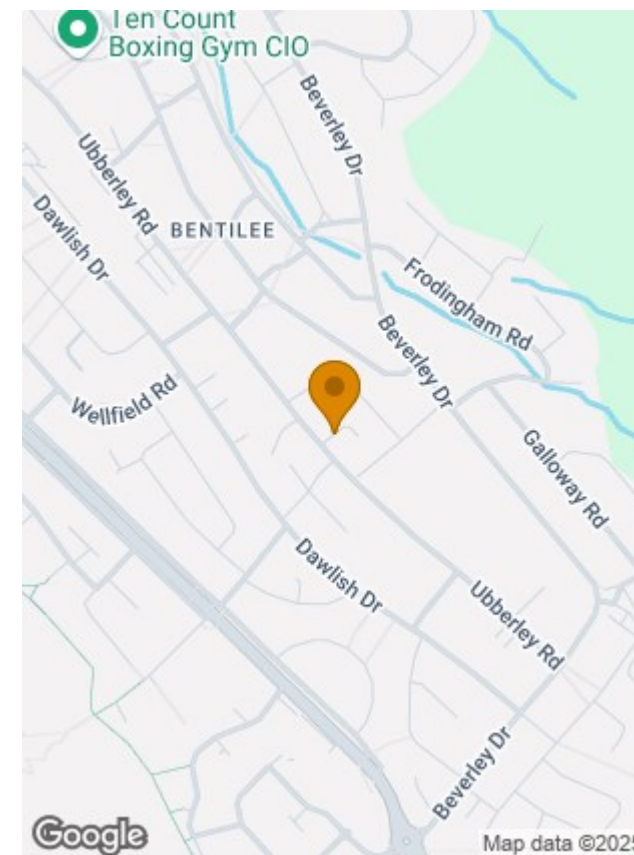 Ten Count
Boxing Gym CIO
Beverley Dr
Ubberley Rd
Dawlish Dr
BENTILEE
Frodingham Rd
Beverley Dr
Wellfield Rd
Galloway Rd
Dawlish Dr
Ubberley Rd
Beverley Dr
Google
Map data ©2025